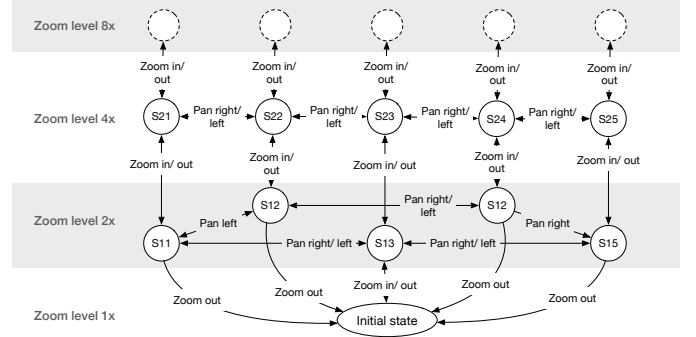 Zoom level 8x
Zoom in/
out
Zoom in/
out
Zoom in/
out
Zoom in/
out
Zoom in/
out
Zoom level 4x
S21
Pan right/
left
S22
Pan right/
left
S23
Pan right/
left
S24
Pan right/
left
S25
Zoom in/ out
Zoom in/
out
Zoom in/ out
Zoom in/
out
Zoom in/ out
Zoom level 2x
S12
Pan right/
left
S12
Pan left
Pan right
S11
Pan right/ left
S13
Pan right/ left
S15
Zoom out
Zoom out
Zoom in/ out
Zoom out
Zoom out
Zoom level 1x
Initial state